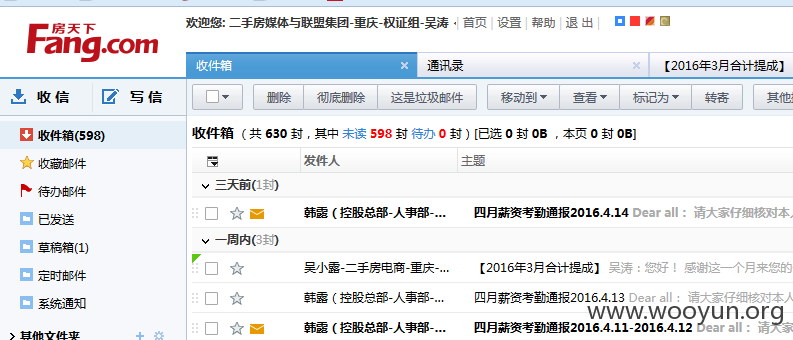 房天下
Fang.com
欢迎您: 二手房媒体与联盟集团-重庆-权证组-吴涛 | 首页 | 设置 | 帮助 | 退 出 |
收件箱 × 通讯录 × 【2016年3月合计提成】
收 信 写 信
删除 彻底删除 这是垃圾邮件 移动到 查看 标记为 转寄
收件箱(598)
收藏邮件
待办邮件
已发送
草稿箱(1)
定时邮件
系统通知
其他文件夹 +
收件箱 ( 共 630 封，其中 未读 598 封 待办 0 封 ) [已选 0 封 0B ，本页 0 封 0B]
发件人 主题
三天前(1封)
韩露（控股总部-人事部-... 四月薪资考勤通报2016.4.14 Dear all： 请大家仔细核对本人
一周内(3封)
吴小露-二手房电商-重庆-... 【2016年3月合计提成】 吴涛：您好！ 感谢这一个月来您的
韩露（控股总部-人事部-... 四月薪资考勤通报2016.4.13 Dear all： 请大家仔细核对本人
韩露（控股总部-人事部-... 四月薪资考勤通报2016.4.11-2016.4.12 Dear all： 请大
www.wooyun.org